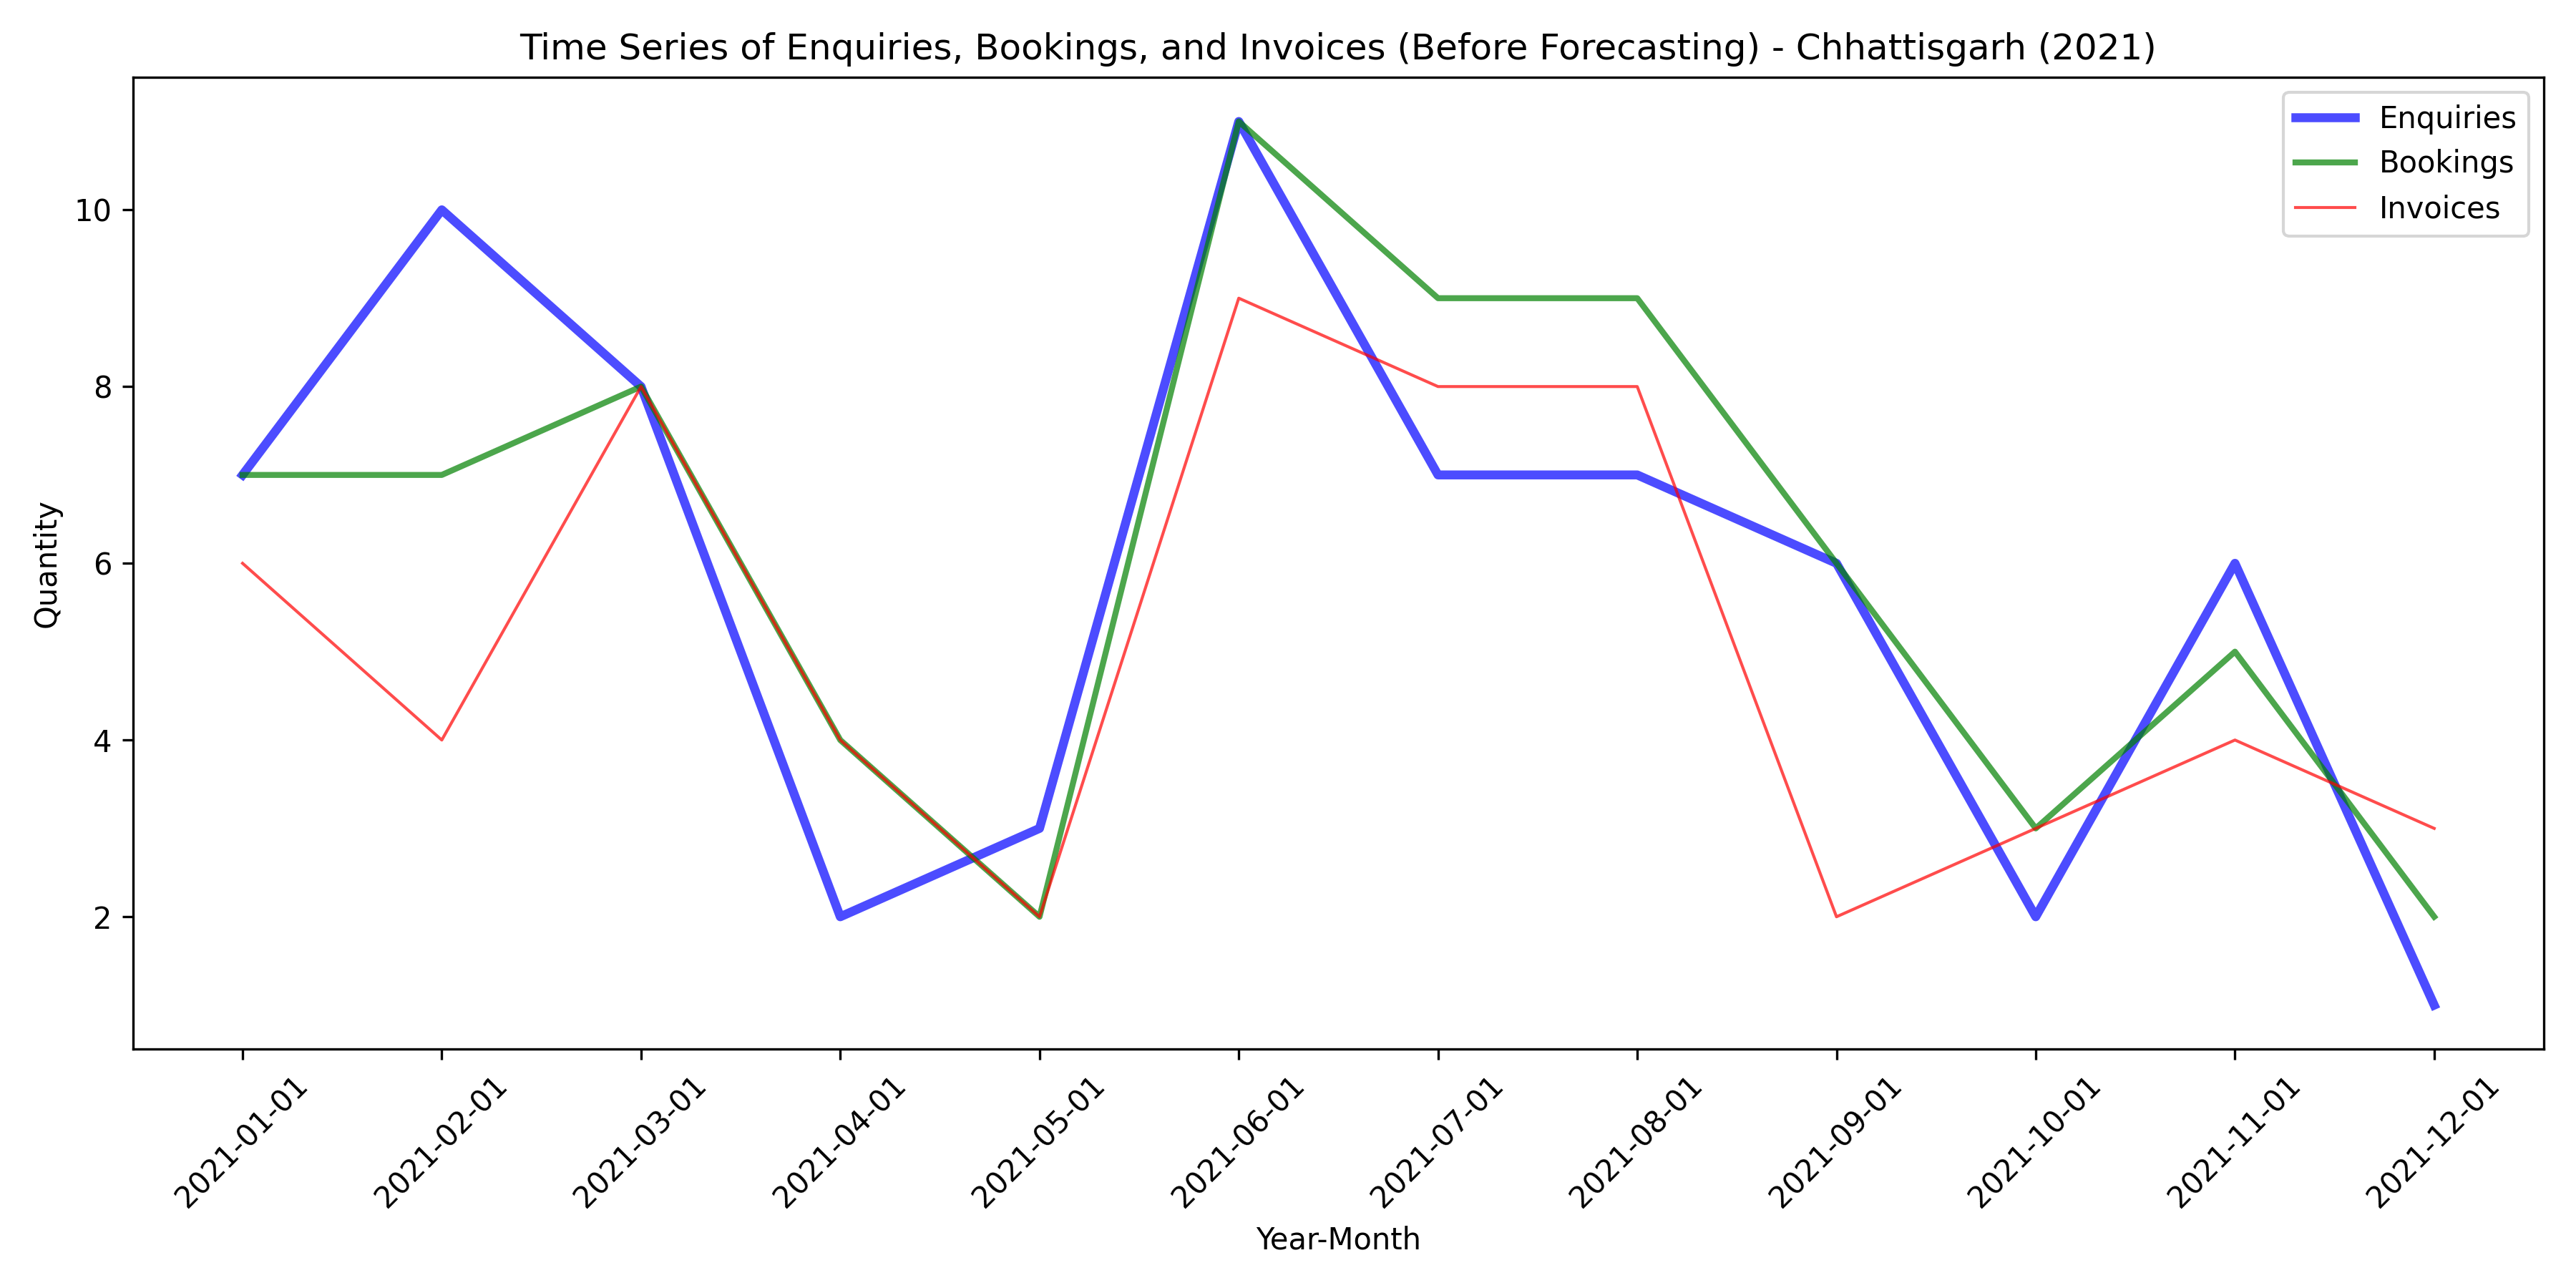 Time Series of Enquiries, Bookings, and Invoices (Before Forecasting) - Chhattisgarh (2021)
Enquiries
Bookings
Invoices
Quantity
10
8
6
4
2
2021-01-01
2021-02-01
2021-03-01
2021-04-01
2021-05-01
2021-06-01
2021-07-01
2021-08-01
2021-09-01
2021-10-01
2021-11-01
2021-12-01
Year-Month